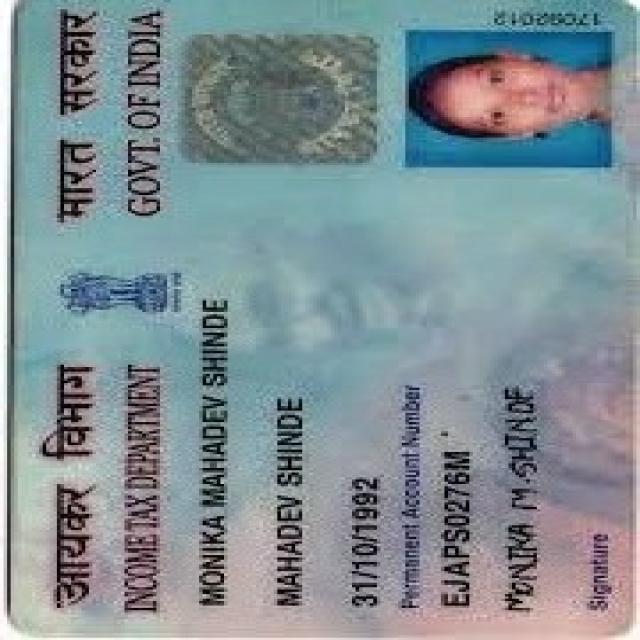 आयकर विभाग भारत सरकार
INCOME TAX DEPARTMENT GOVT. OF INDIA
MONIKA MAHADEV SHINDE
MAHADEV SHINDE
31/10/1992
Permanent Account Number
EJAPS0276M
MONIKA M. SHINDE
Signature
17092012